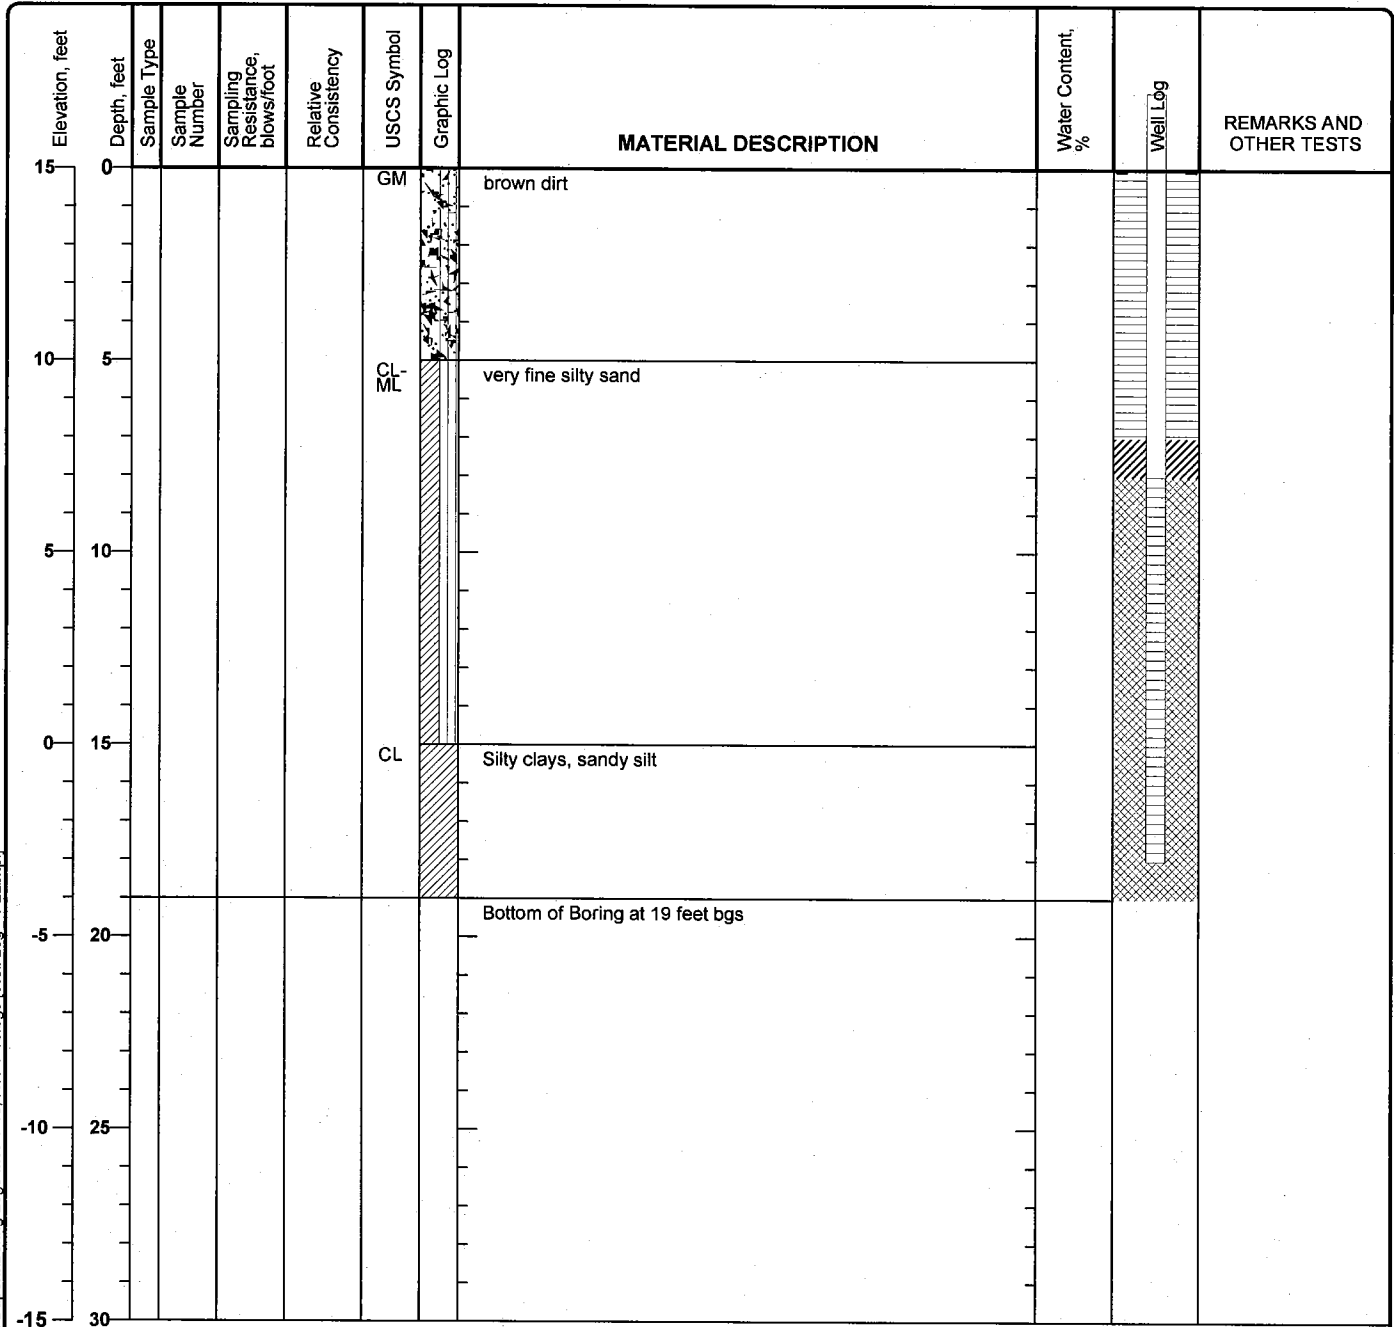 Elevation, feet
Depth, feet
Sample Type
Sample
Number
Sampling
Resistance,
blows/foot
Relative
Consistency
USCS Symbol
Graphic Log
MATERIAL DESCRIPTION
Water Content,
%
Well Log
REMARKS AND
OTHER TESTS
15 0
GM brown dirt
10 5
CL-
ML
very fine silty sand
5 10
0 15
CL Silty clays, sandy silt
Bottom of Boring at 19 feet bgs
-5 20
-10 25
-15 30